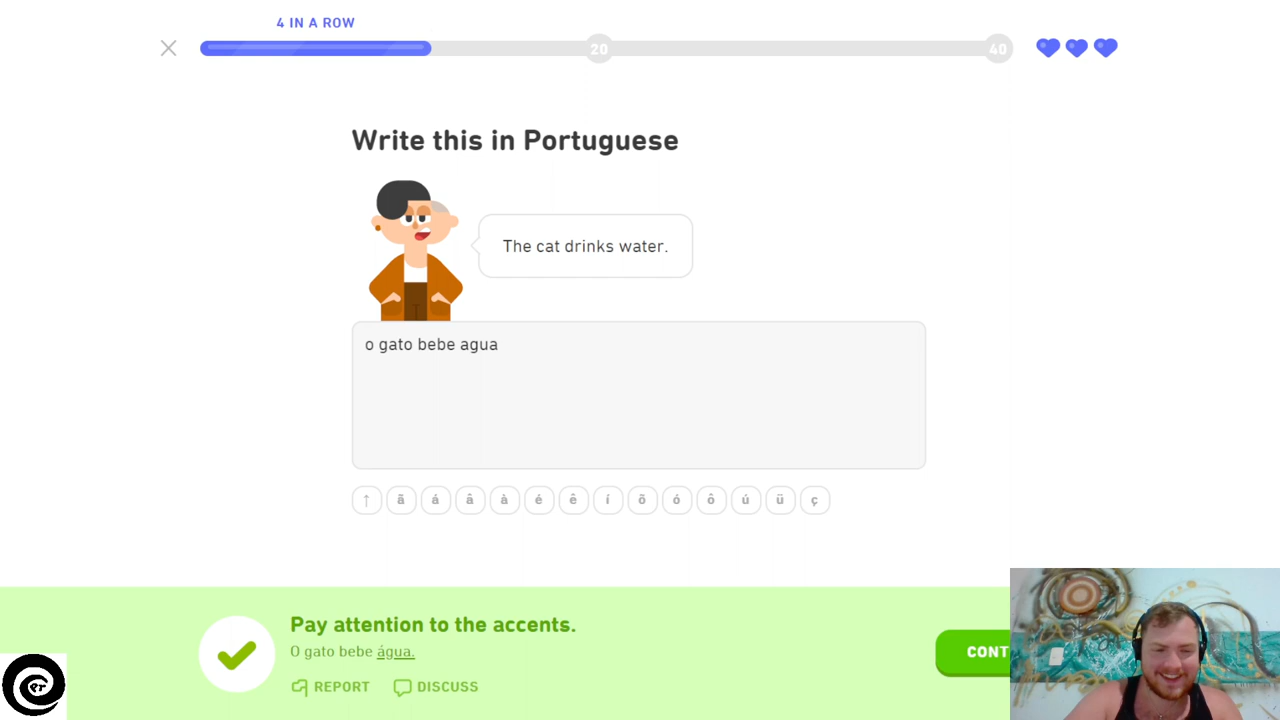 4 IN A ROW
20
40
Write this in Portuguese
The cat drinks water.
o gato bebe agua
↑ ã á â à é ê í õ ó ô ú ü ç
Pay attention to the accents.
O gato bebe água.
CONT
REPORT
DISCUSS